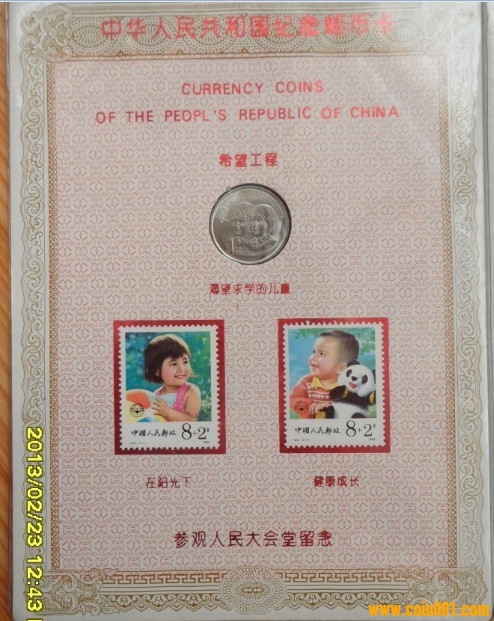 中华人民共和国纪念邮币卡
CURRENCY COINS
OF THE PEOPL'S REPUBLIC OF CHINA
希望工程
渴望求学的儿童
中国人民邮政 8+2分
中国人民邮政 8+2分
在阳光下
健康成长
参观人民大会堂留念
2013/02/23 12:43
www.coin001.com